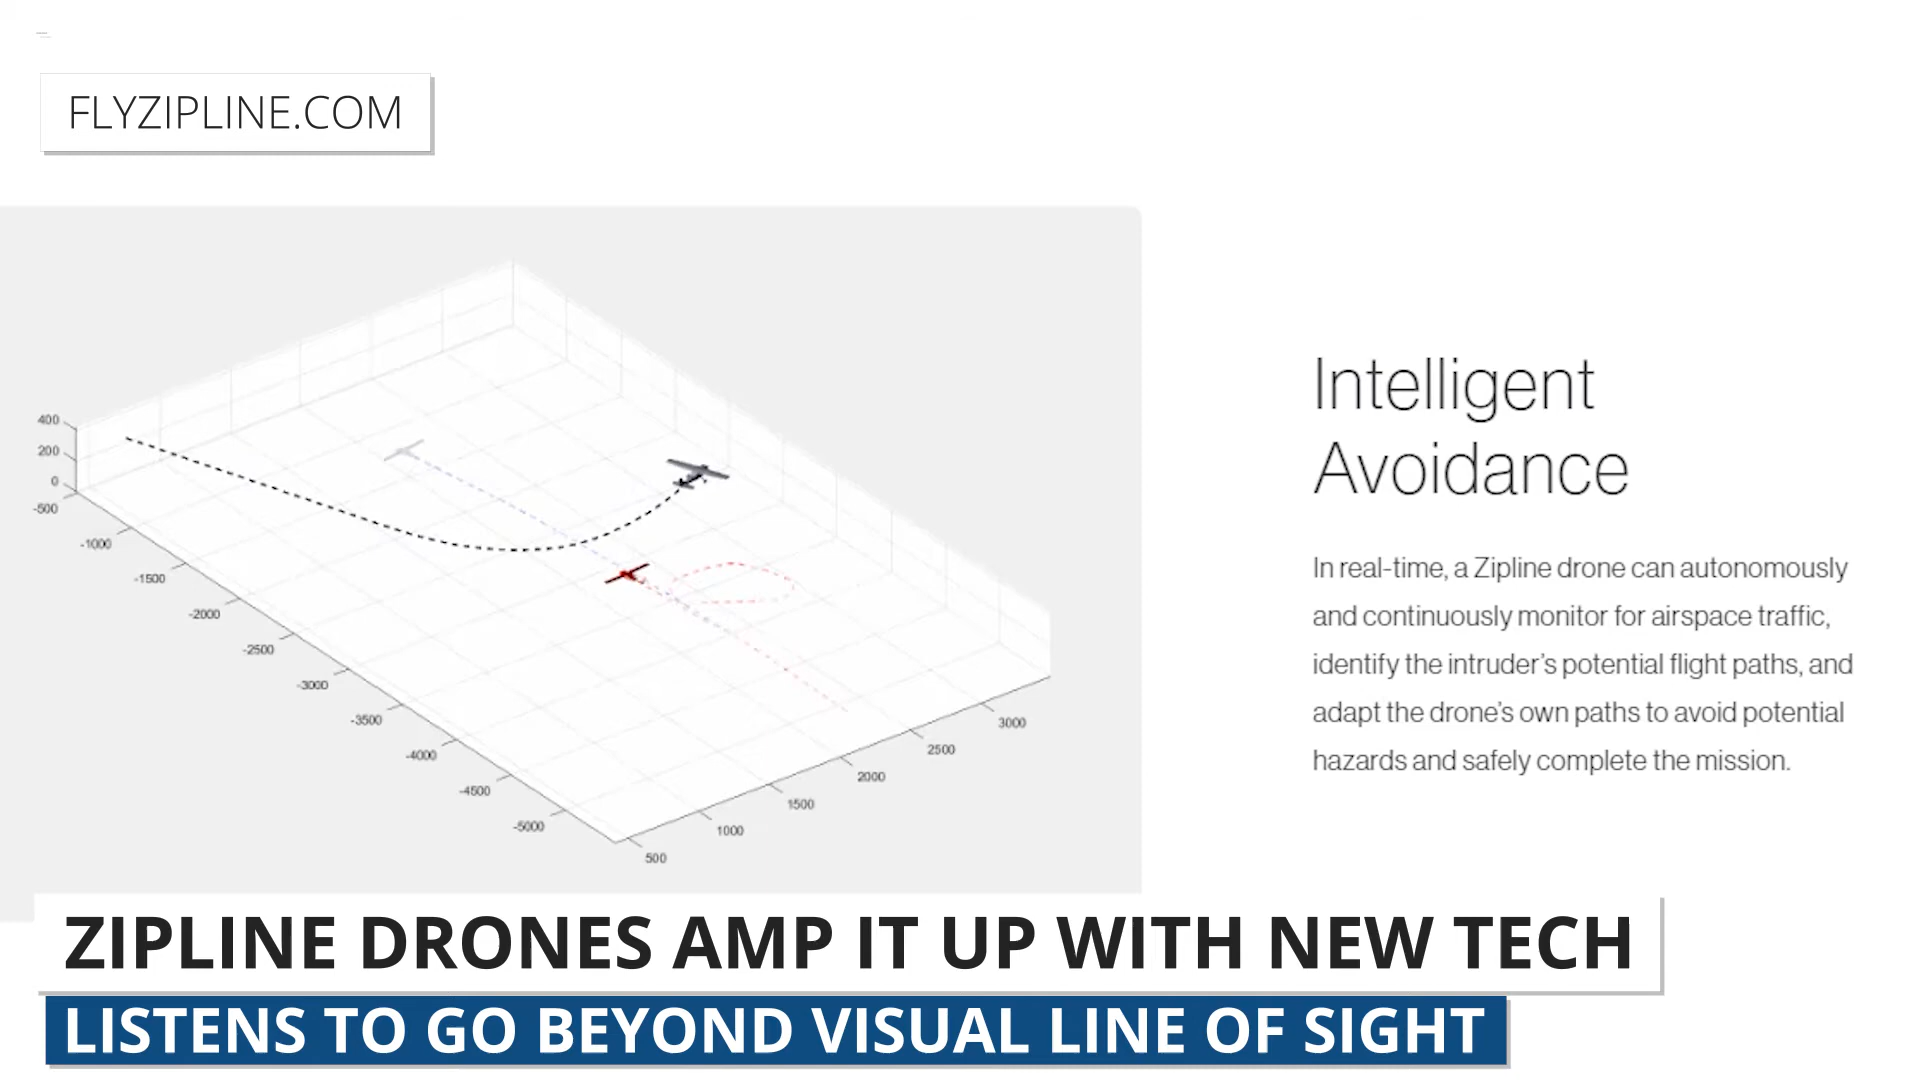 FLYZIPLINE.COM
400
200
0
-500
-1000
-1500
-2000
-2500
-3000
-3500
-4000
-4500
-5000
500
1000
1500
2000
2500
3000
Intelligent
Avoidance
In real-time, a Zipline drone can autonomously
and continuously monitor for airspace traffic,
identify the intruder’s potential flight paths, and
adapt the drone’s own paths to avoid potential
hazards and safely complete the mission.
ZIPLINE DRONES AMP IT UP WITH NEW TECH
LISTENS TO GO BEYOND VISUAL LINE OF SIGHT